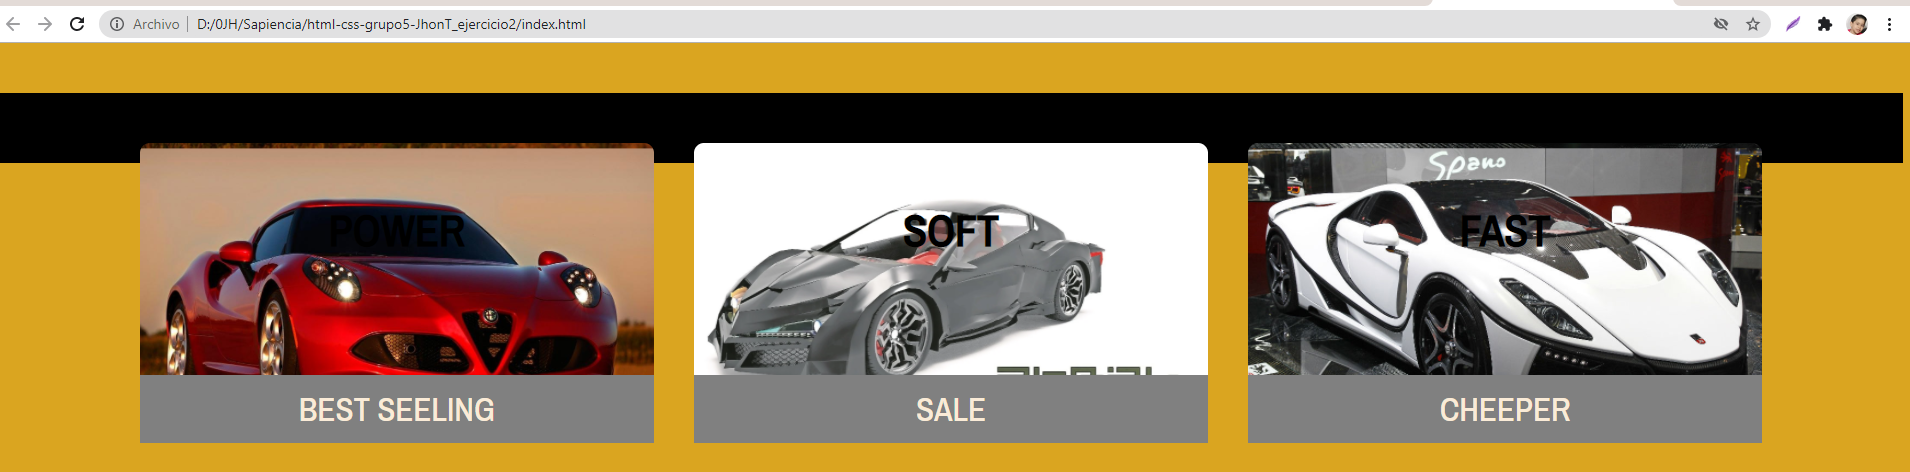 Archivo D:/0JH/Sapiencia/html-css-grupo5-JhonT_ejercicio2/index.html
Spano
POWER
SOFT
FAST
BEST SEELING
SALE
CHEEPER